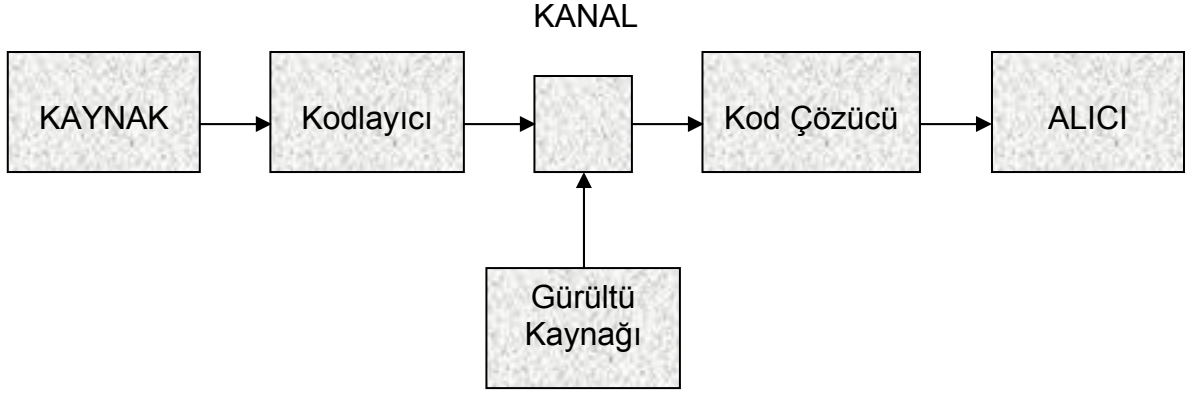 KANAL
KAYNAK
Kodlayıcı
Kod Çözücü
ALICI
Gürültü
Kaynağı